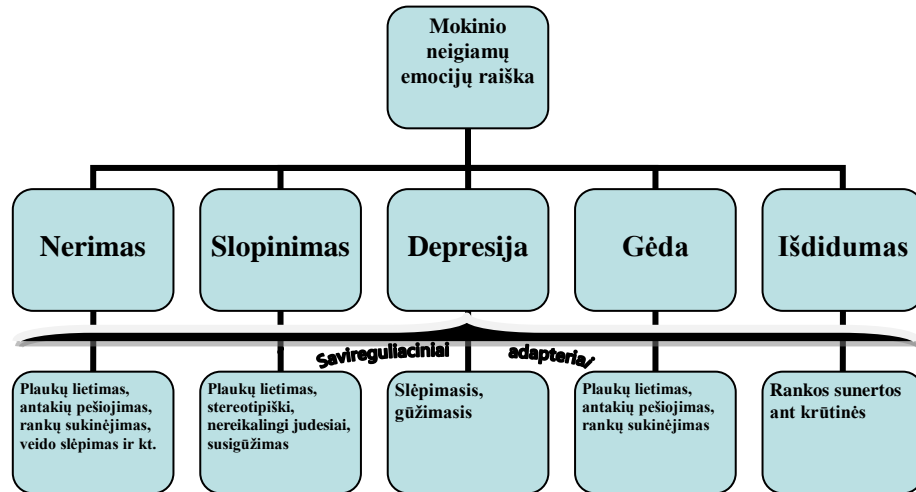 Mokinio
neigiamų
emocijų raiška
Nerimas
Slopinimas
Depresija
Gėda
Išdidumas
Savireguliaciniai adapteriai
Plaukų lietimas,
antakių pešiojimas,
rankų sukinėjimas,
veido slėpimas ir kt.
Plaukų lietimas,
stereotipiški,
nereikalingi judesiai,
susigūžimas
Slėpimasis,
gūžimasis
Plaukų lietimas,
antakių pešiojimas,
rankų sukinėjimas
Rankos sunertos
ant krūtinės